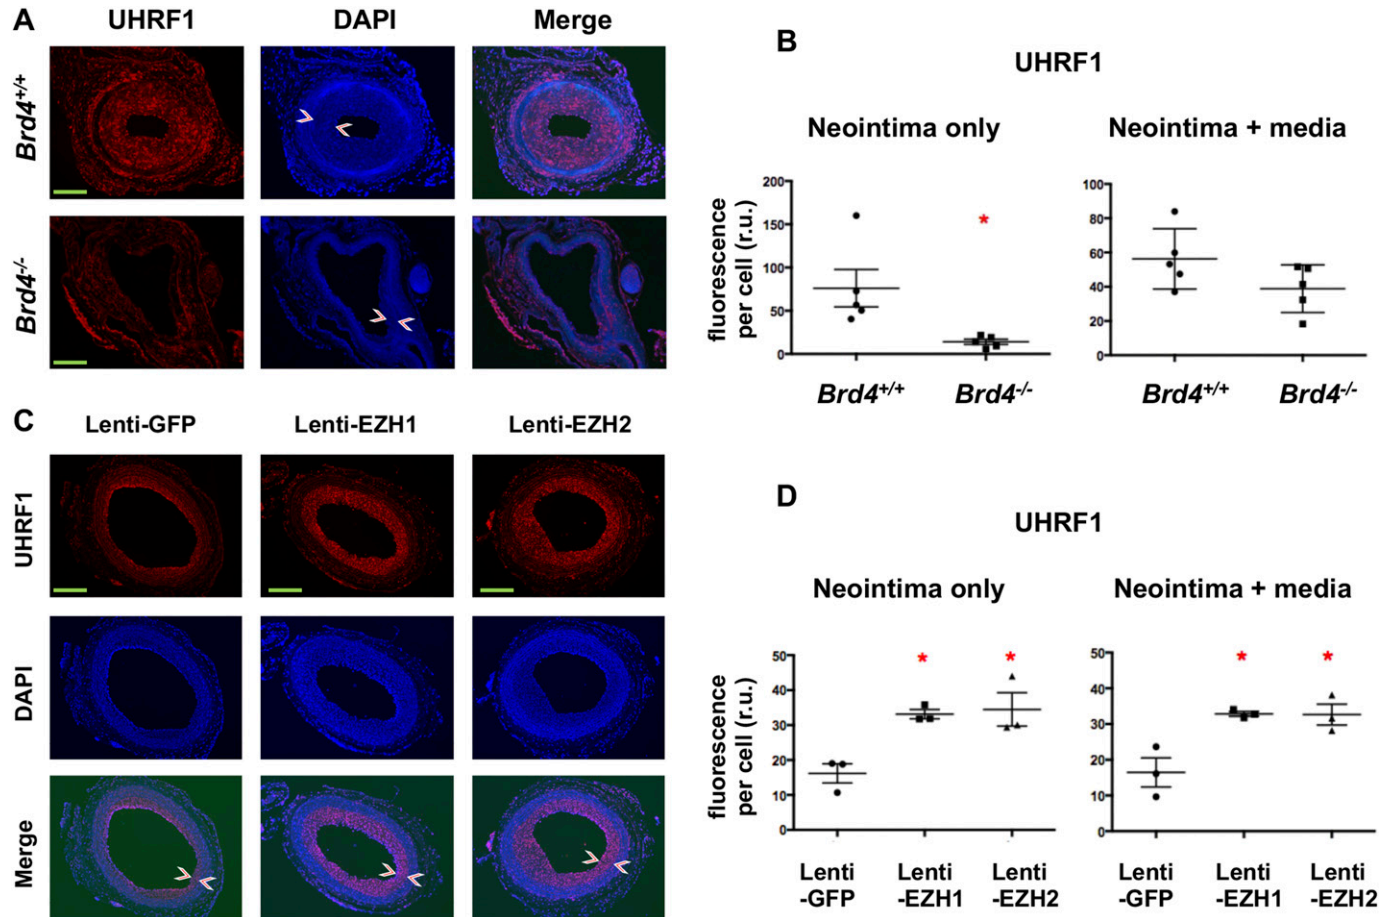 A
UHRF1
DAPI
Merge
Brd4+/+
Brd4-/-
B
UHRF1
Neointima only
Neointima + media
fluorescence
per cell (r.u.)
200
150
100
50
0
*
Brd4+/+
Brd4-/-
100
80
60
40
20
0
Brd4+/+
Brd4-/-
C
Lenti-GFP
Lenti-EZH1
Lenti-EZH2
UHRF1
DAPI
Merge
D
UHRF1
Neointima only
Neointima + media
fluorescence
per cell (r.u.)
50
40
30
20
10
0
* *
Lenti
-GFP
Lenti
-EZH1
Lenti
-EZH2
50
40
30
20
10
0
* *
Lenti
-GFP
Lenti
-EZH1
Lenti
-EZH2